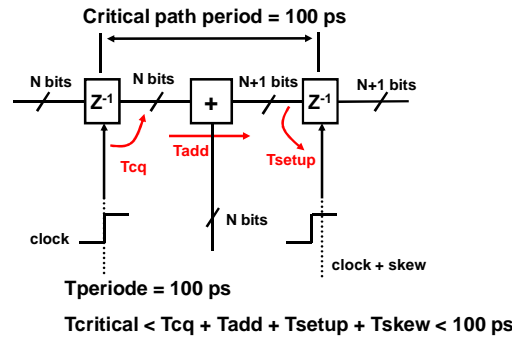 Critical path period = 100 ps
N bits
N bits
N+1 bits
N+1 bits
Z-1
+
Z-1
Tcq
Tadd
Tsetup
N bits
clock
clock + skew
Tperiode = 100 ps
Tcritical < Tcq + Tadd + Tsetup + Tskew < 100 ps